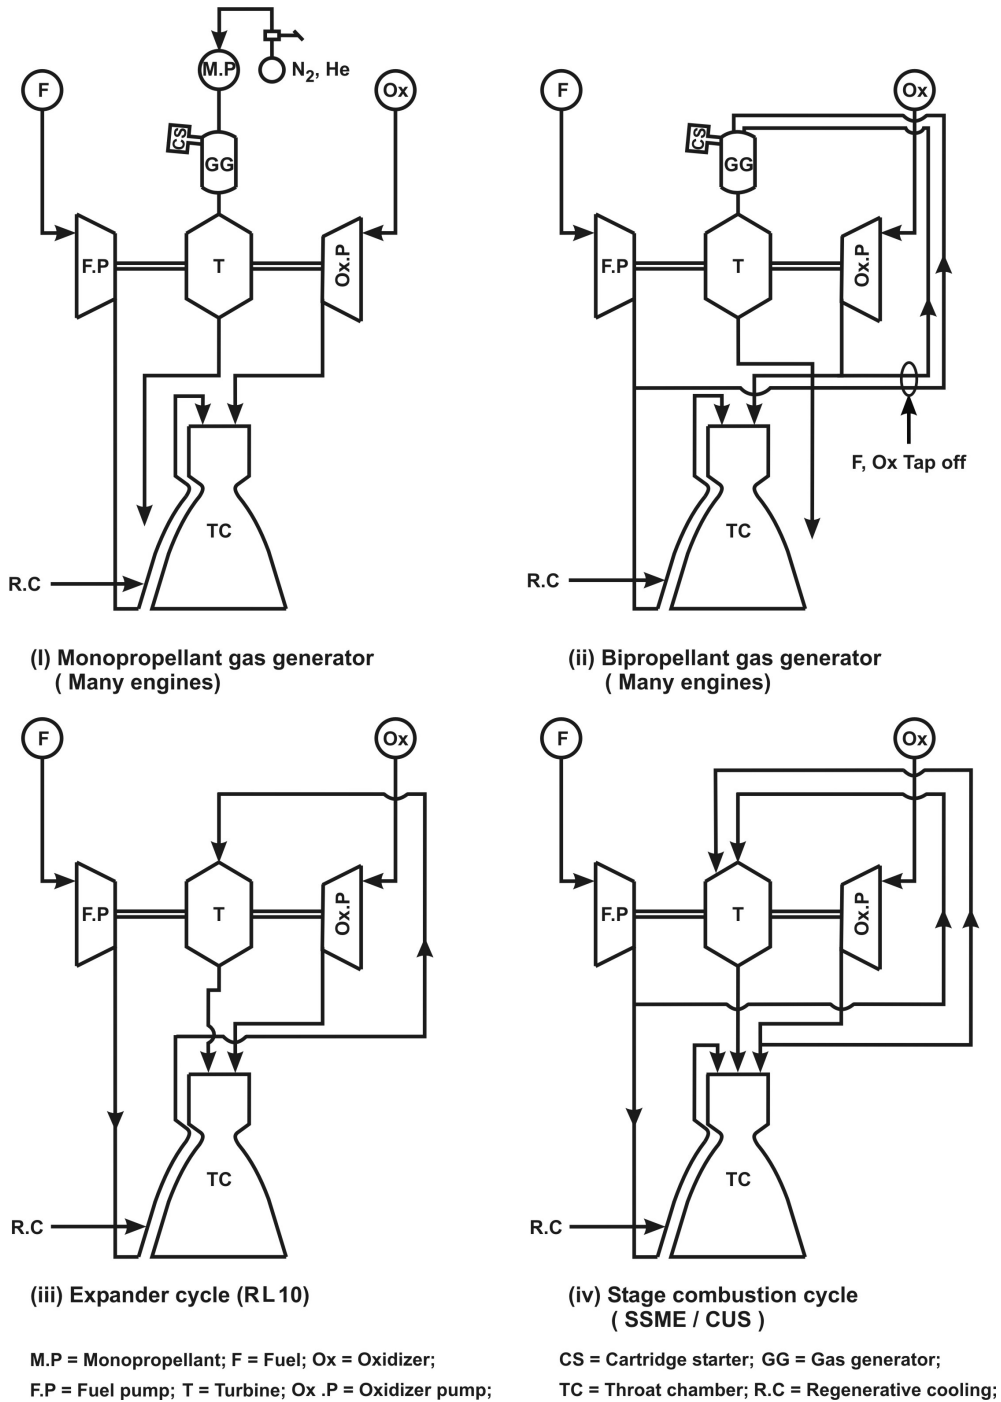 M.P
N2, He
F
Ox
CS
GG
F.P
T
Ox.P
TC
R.C
(I) Monopropellant gas generator
( Many engines)
F
Ox
CS
GG
F.P
T
Ox.P
F, Ox Tap off
TC
R.C
(ii) Bipropellant gas generator
( Many engines)
F
Ox
F.P
T
Ox.P
TC
R.C
(iii) Expander cycle (RL10)
F
Ox
F.P
T
Ox.P
TC
R.C
(iv) Stage combustion cycle
( SSME / CUS )
M.P = Monopropellant; F = Fuel; Ox = Oxidizer;
F.P = Fuel pump; T = Turbine; Ox .P = Oxidizer pump;
CS = Cartridge starter; GG = Gas generator;
TC = Throat chamber; R.C = Regenerative cooling;